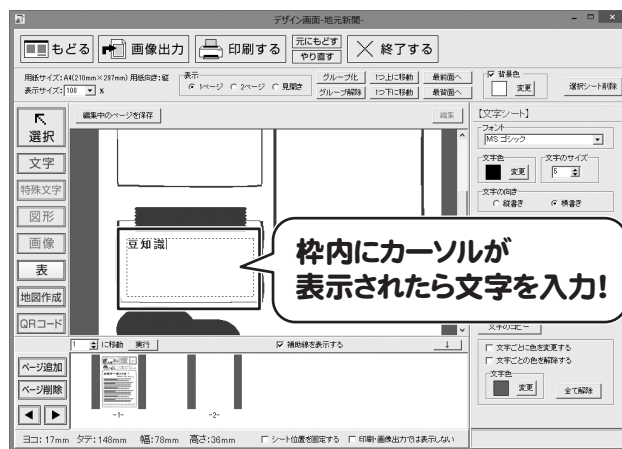 デザイン画面-地元新聞-
もどる 画像出力 印刷する 元にもどす やり直す 終了する
用紙サイズ:A4(210mm×297mm) 用紙向き:縦
表示サイズ: 100 %
表示
1ページ 2ページ 見開き
グループ化 1つ上に移動 最前面へ
グループ解除 1つ下に移動 最背面へ
背景色
変更
選択シート削除
選択
文字
特殊文字
図形
画像
表
地図作成
QRコード
編集中のページを保存
編集
【文字シート】
フォント
MS ゴシック
文字色
変更
文字のサイズ
5
文字の向き
縦書き 横書き
豆知識
枠内にカーソルが
表示されたら文字を入力!
文字のコピー
文字ごとに色を変更する
文字ごとの色を解除する
文字色
変更 全て解除
1 に移動 実行 補助線を表示する ↓
ページ追加
ページ削除
-1- -2-
ヨコ: 17mm タテ:148mm 幅:78mm 高さ:36mm シート位置を固定する 印刷・画像出力では表示しない